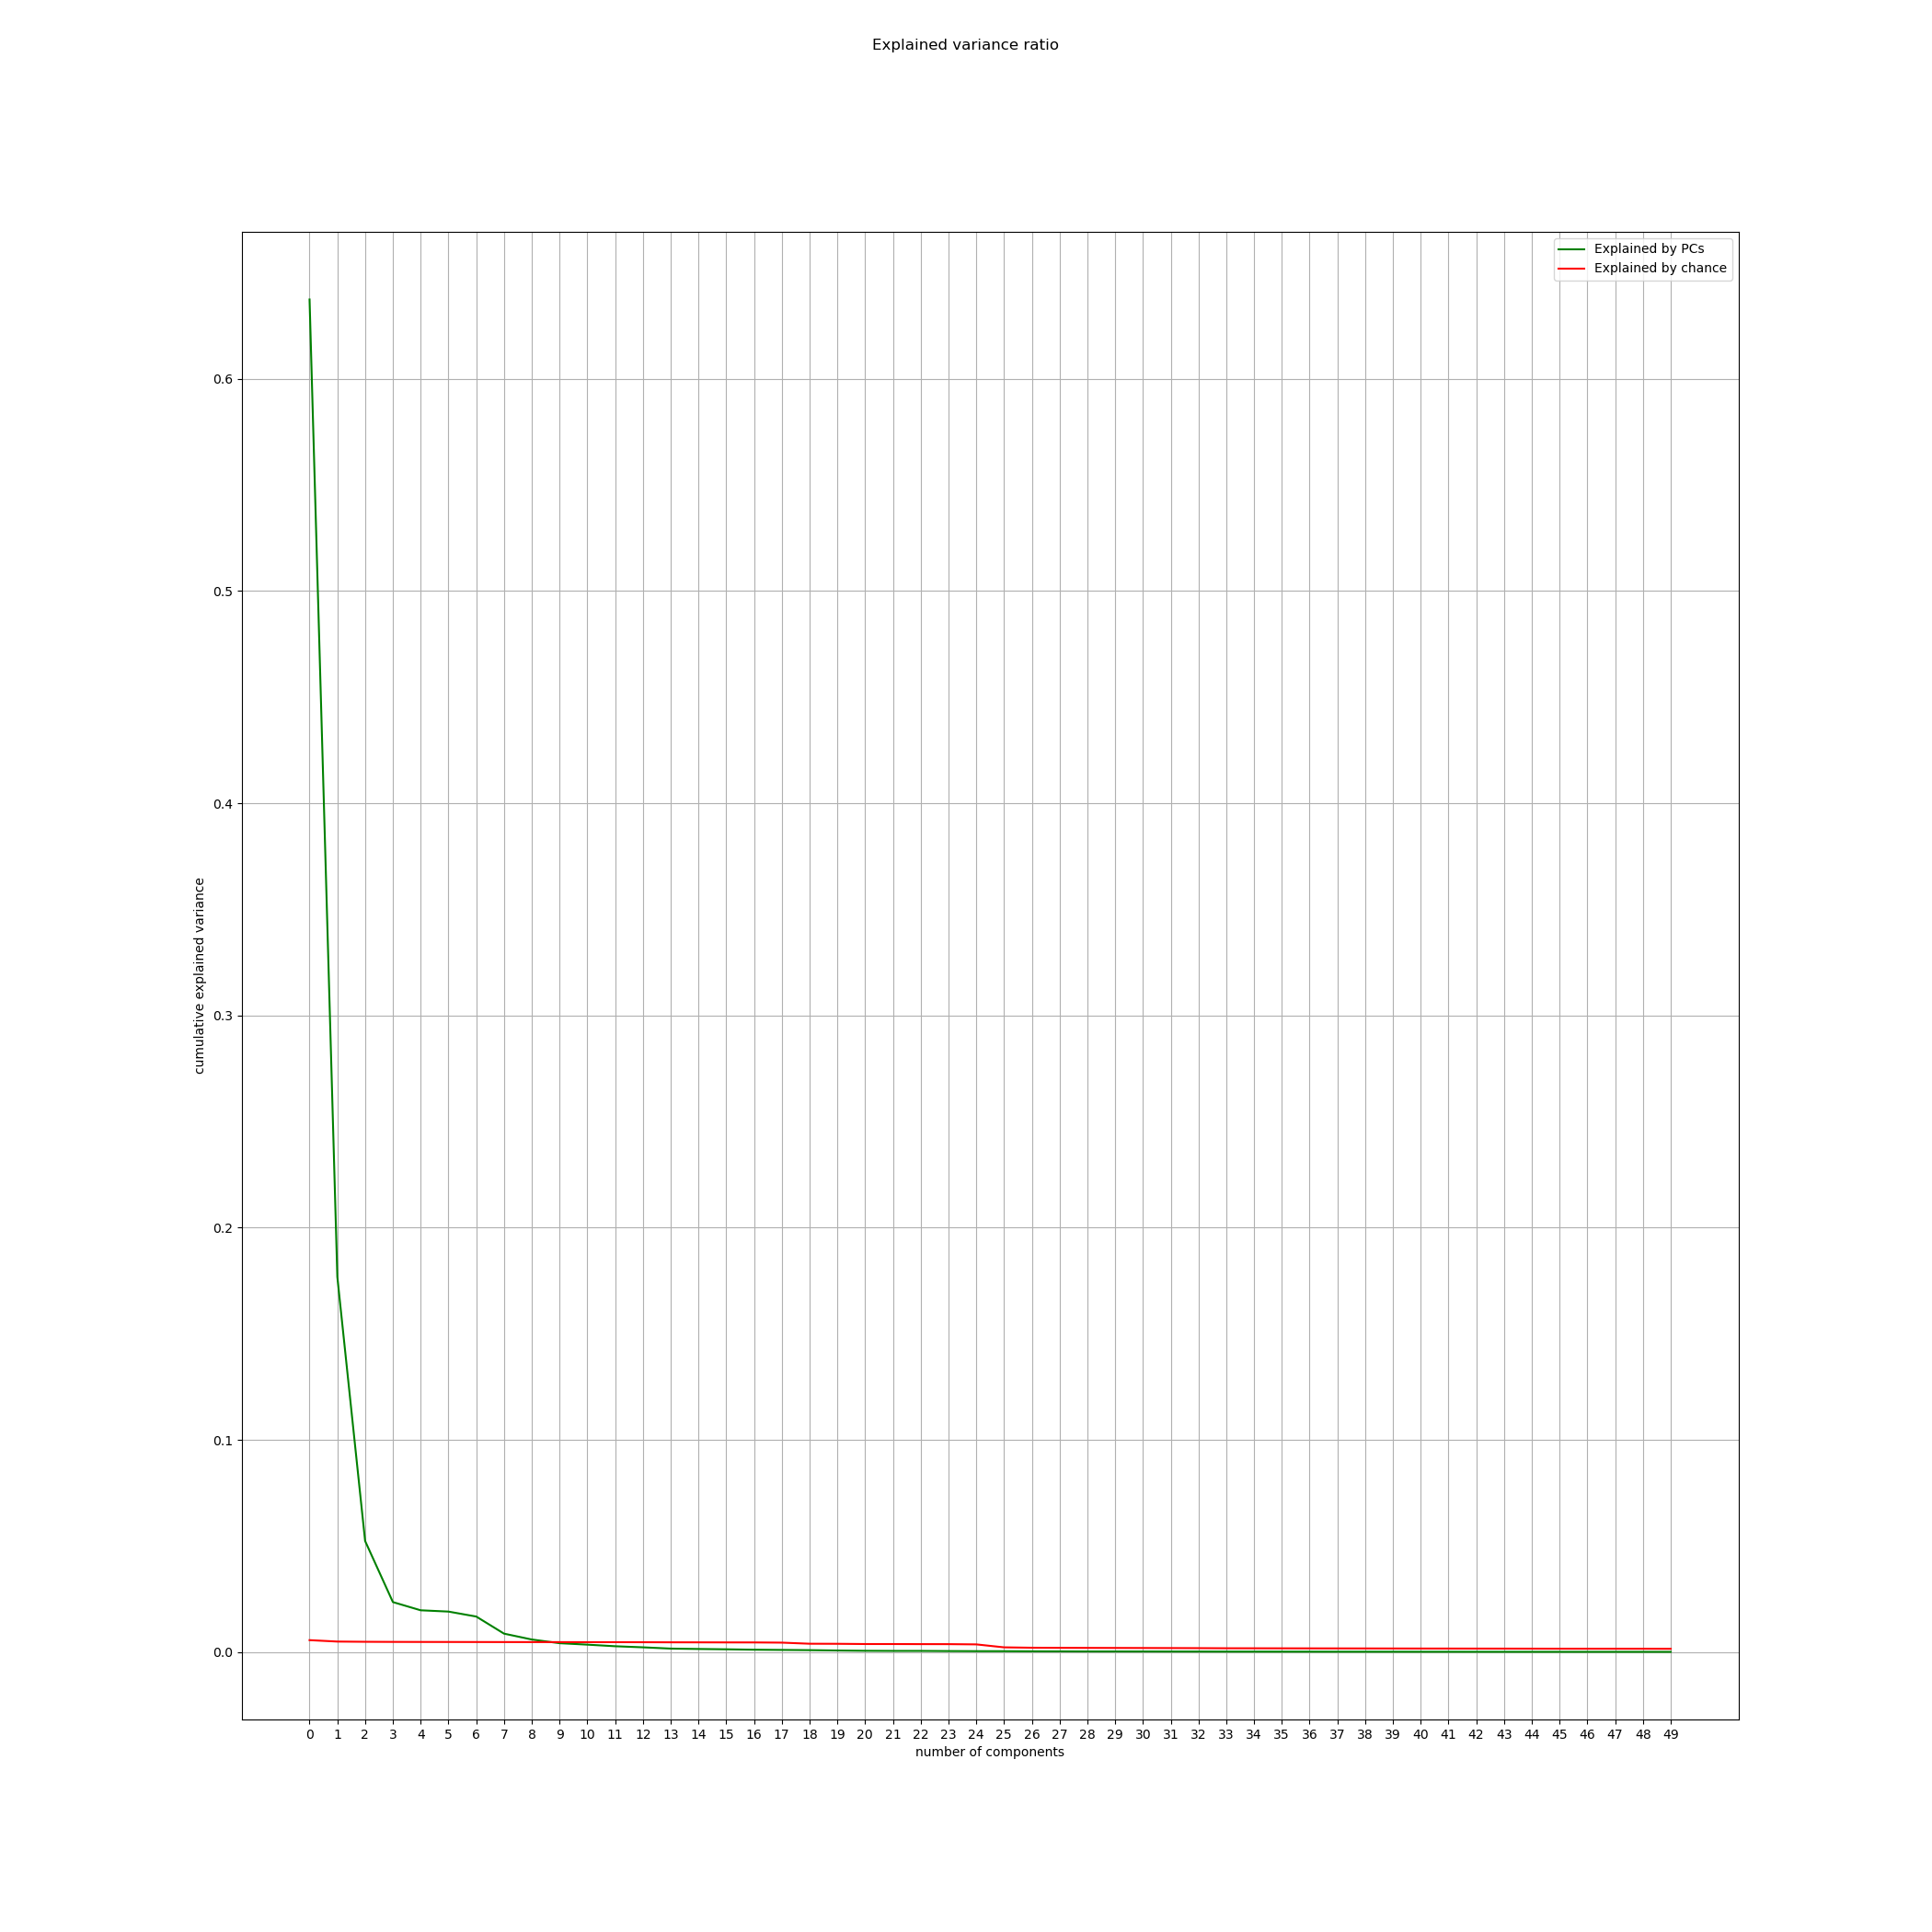 Explained variance ratio
Explained by PCs
Explained by chance
0.6
0.5
0.4
0.3
0.2
0.1
0.0
cumulative explained variance
0 1 2 3 4 5 6 7 8 9 10 11 12 13 14 15 16 17 18 19 20 21 22 23 24 25 26 27 28 29 30 31 32 33 34 35 36 37 38 39 40 41 42 43 44 45 46 47 48 49
number of components